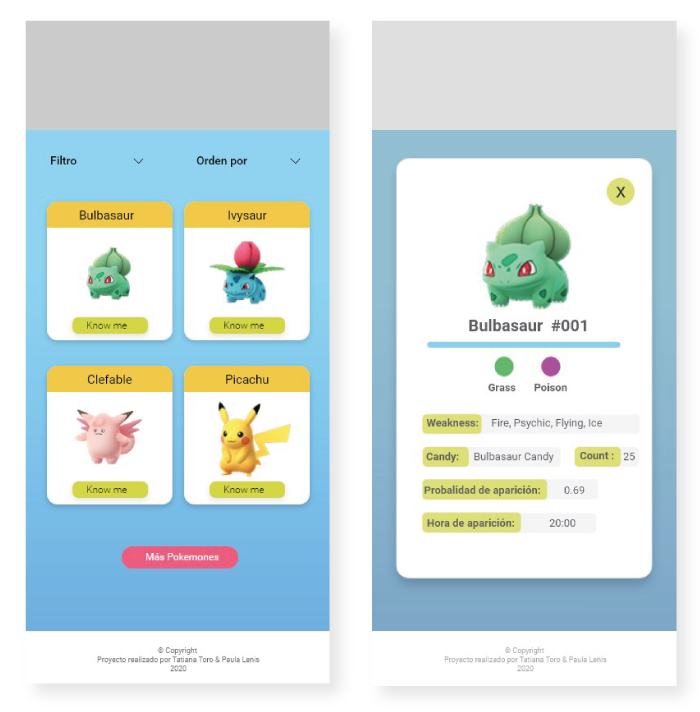 Filtro
Orden por
Bulbasaur
Ivysaur
Know me
Know me
Clefable
Picachu
Know me
Know me
Más Pokemones
© Copyright
Proyecto realizado por Tatiana Toro & Paula Lenis
2020
X
Bulbasaur #001
Grass Poison
Weakness: Fire, Psychic, Flying, Ice
Candy: Bulbasaur Candy Count : 25
Probalidad de aparición: 0.69
Hora de aparición: 20:00
© Copyright
Proyecto realizado por Tatiana Toro & Paula Lenis
2020